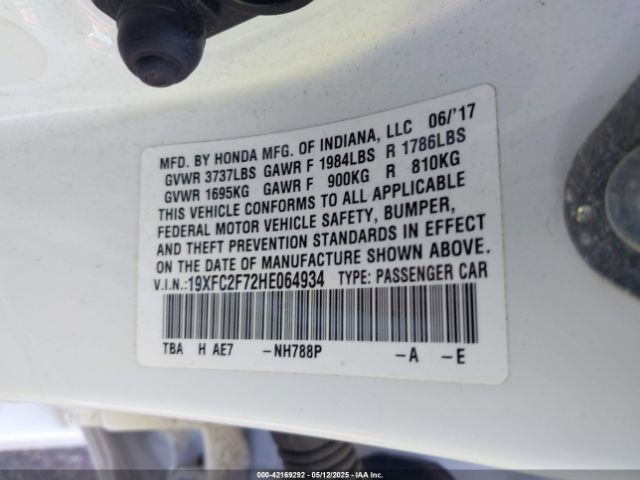 MFD. BY HONDA MFG. OF INDIANA, LLC 06/'17
GVWR 3737LBS GAWR F 1984LBS R 1786LBS
GVWR 1695KG GAWR F 900KG R 810KG
THIS VEHICLE CONFORMS TO ALL APPLICABLE
FEDERAL MOTOR VEHICLE SAFETY, BUMPER,
AND THEFT PREVENTION STANDARDS IN EFFECT
ON THE DATE OF MANUFACTURE SHOWN ABOVE.
V.I.N.:19XFC2F72HE064934 TYPE: PASSENGER CAR
TBA H AE7 -NH788P -A -E
000-42169292 - 05/12/2025 - IAAI Inc.